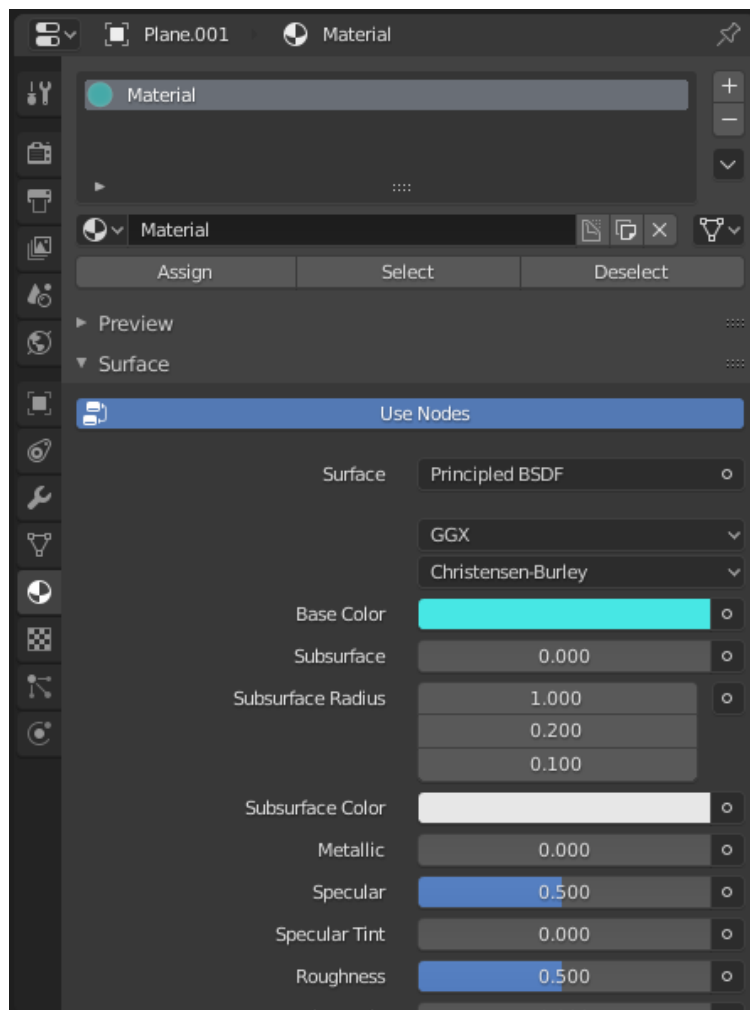 Plane.001 Material
Material
Material
Assign Select Deselect
Preview
Surface
Use Nodes
Surface Principled BSDF
GGX
Christensen-Burley
Base Color
Subsurface 0.000
Subsurface Radius 1.000
0.200
0.100
Subsurface Color
Metallic 0.000
Specular 0.500
Specular Tint 0.000
Roughness 0.500